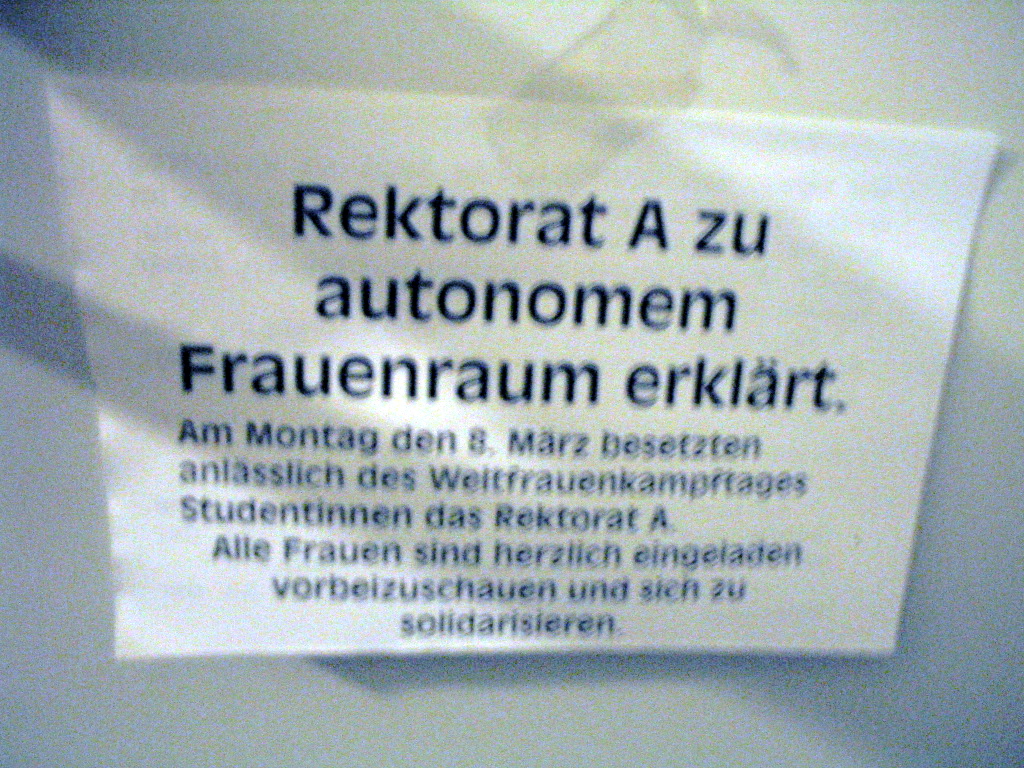 Rektorat A zu
autonomem
Frauenraum erklärt.
Am Montag den 8. März besetzten
anlässlich des Weltfrauenkampftages
Studentinnen das Rektorat A.
Alle Frauen sind herzlich eingeladen
vorbeizuschauen und sich zu
solidarisieren.